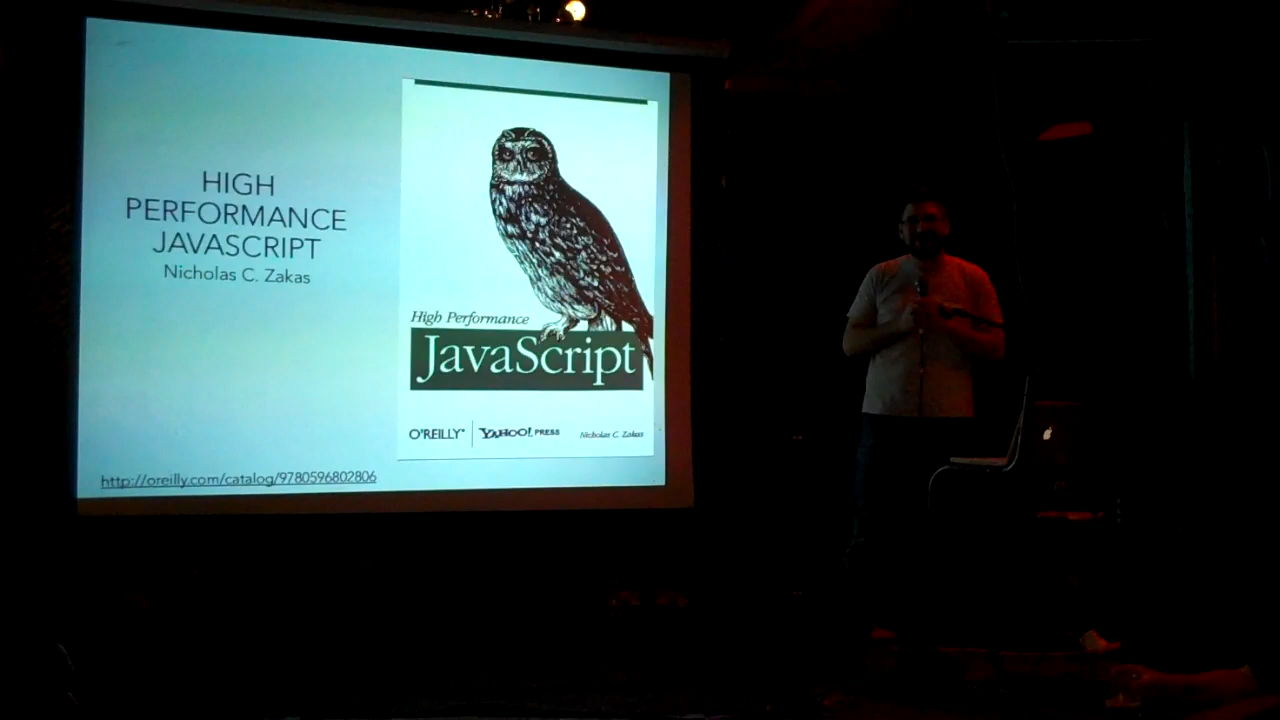 HIGH
PERFORMANCE
JAVASCRIPT
Nicholas C. Zakas
http://oreilly.com/catalog/9780596802806
High Performance
JavaScript
O'REILLY®
YAHOO! PRESS
Nicholas C. Zakas